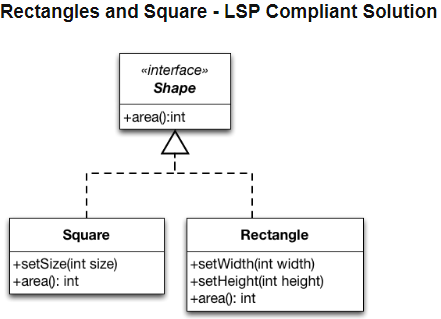 Rectangles and Square - LSP Compliant Solution
«interface»
Shape
+area():int
Square
+setSize(int size)
+area(): int
Rectangle
+setWidth(int width)
+setHeight(int height)
+area(): int